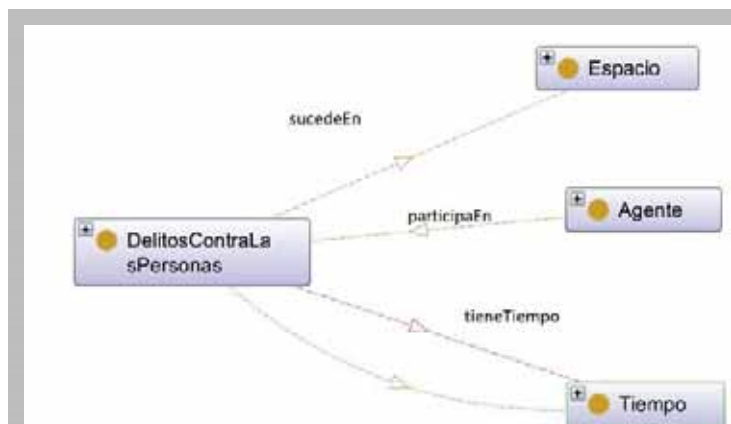 Espacio
sucedeEn
Agente
participaEn
DelitosContraLa
sPersonas
tieneTiempo
Tiempo